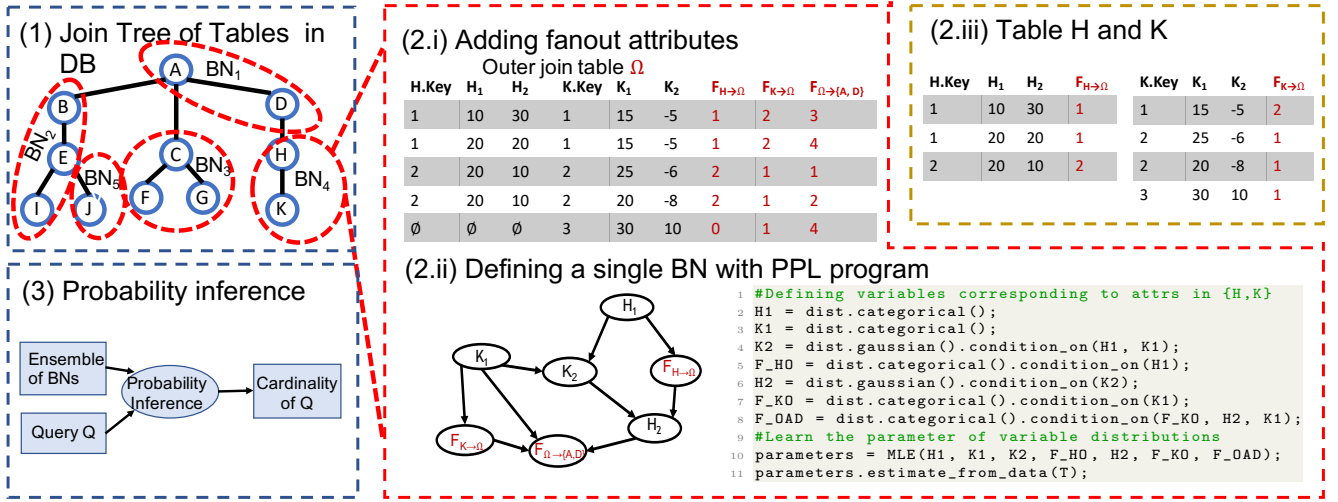 (1) Join Tree of Tables in
DB
A
BN1
B
D
BN2
E
C
H
BN5
BN3
BN4
I
J
F
G
K
(2.i) Adding fanout attributes
Outer join table Ω
H.Key H1 H2 K.Key K1 K2 FH→Ω FK→Ω FΩ→{A, D}
1 10 30 1 15 -5 1 2 3
1 20 20 1 15 -5 1 2 4
2 20 10 2 25 -6 2 1 1
2 20 10 2 20 -8 2 1 2
Ø Ø Ø 3 30 10 0 1 4
(2.iii) Table H and K
H.Key H1 H2 FH→Ω
1 10 30 1
1 20 20 1
2 20 10 2
K.Key K1 K2 FK→Ω
1 15 -5 2
2 25 -6 1
2 20 -8 1
3 30 10 1
(2.ii) Defining a single BN with PPL program
H1
K1
K2
FH→Ω
H2
FK→Ω
FΩ→{A,D}
1 #Defining variables corresponding to attrs in {H,K}
2 H1 = dist.categorical();
3 K1 = dist.categorical();
4 K2 = dist.gaussian().condition_on(H1, K1);
5 F_HO = dist.categorical().condition_on(H1);
6 H2 = dist.gaussian().condition_on(K2);
7 F_KO = dist.categorical().condition_on(K1);
8 F_OAD = dist.categorical().condition_on(F_KO, H2, K1);
9 #Learn the parameter of variable distributions
10 parameters = MLE(H1, K1, K2, F_HO, H2, F_KO, F_OAD);
11 parameters.estimate_from_data(T);
(3) Probability inference
Ensemble
of BNs
Query Q
Probability
Inference
Cardinality
of Q